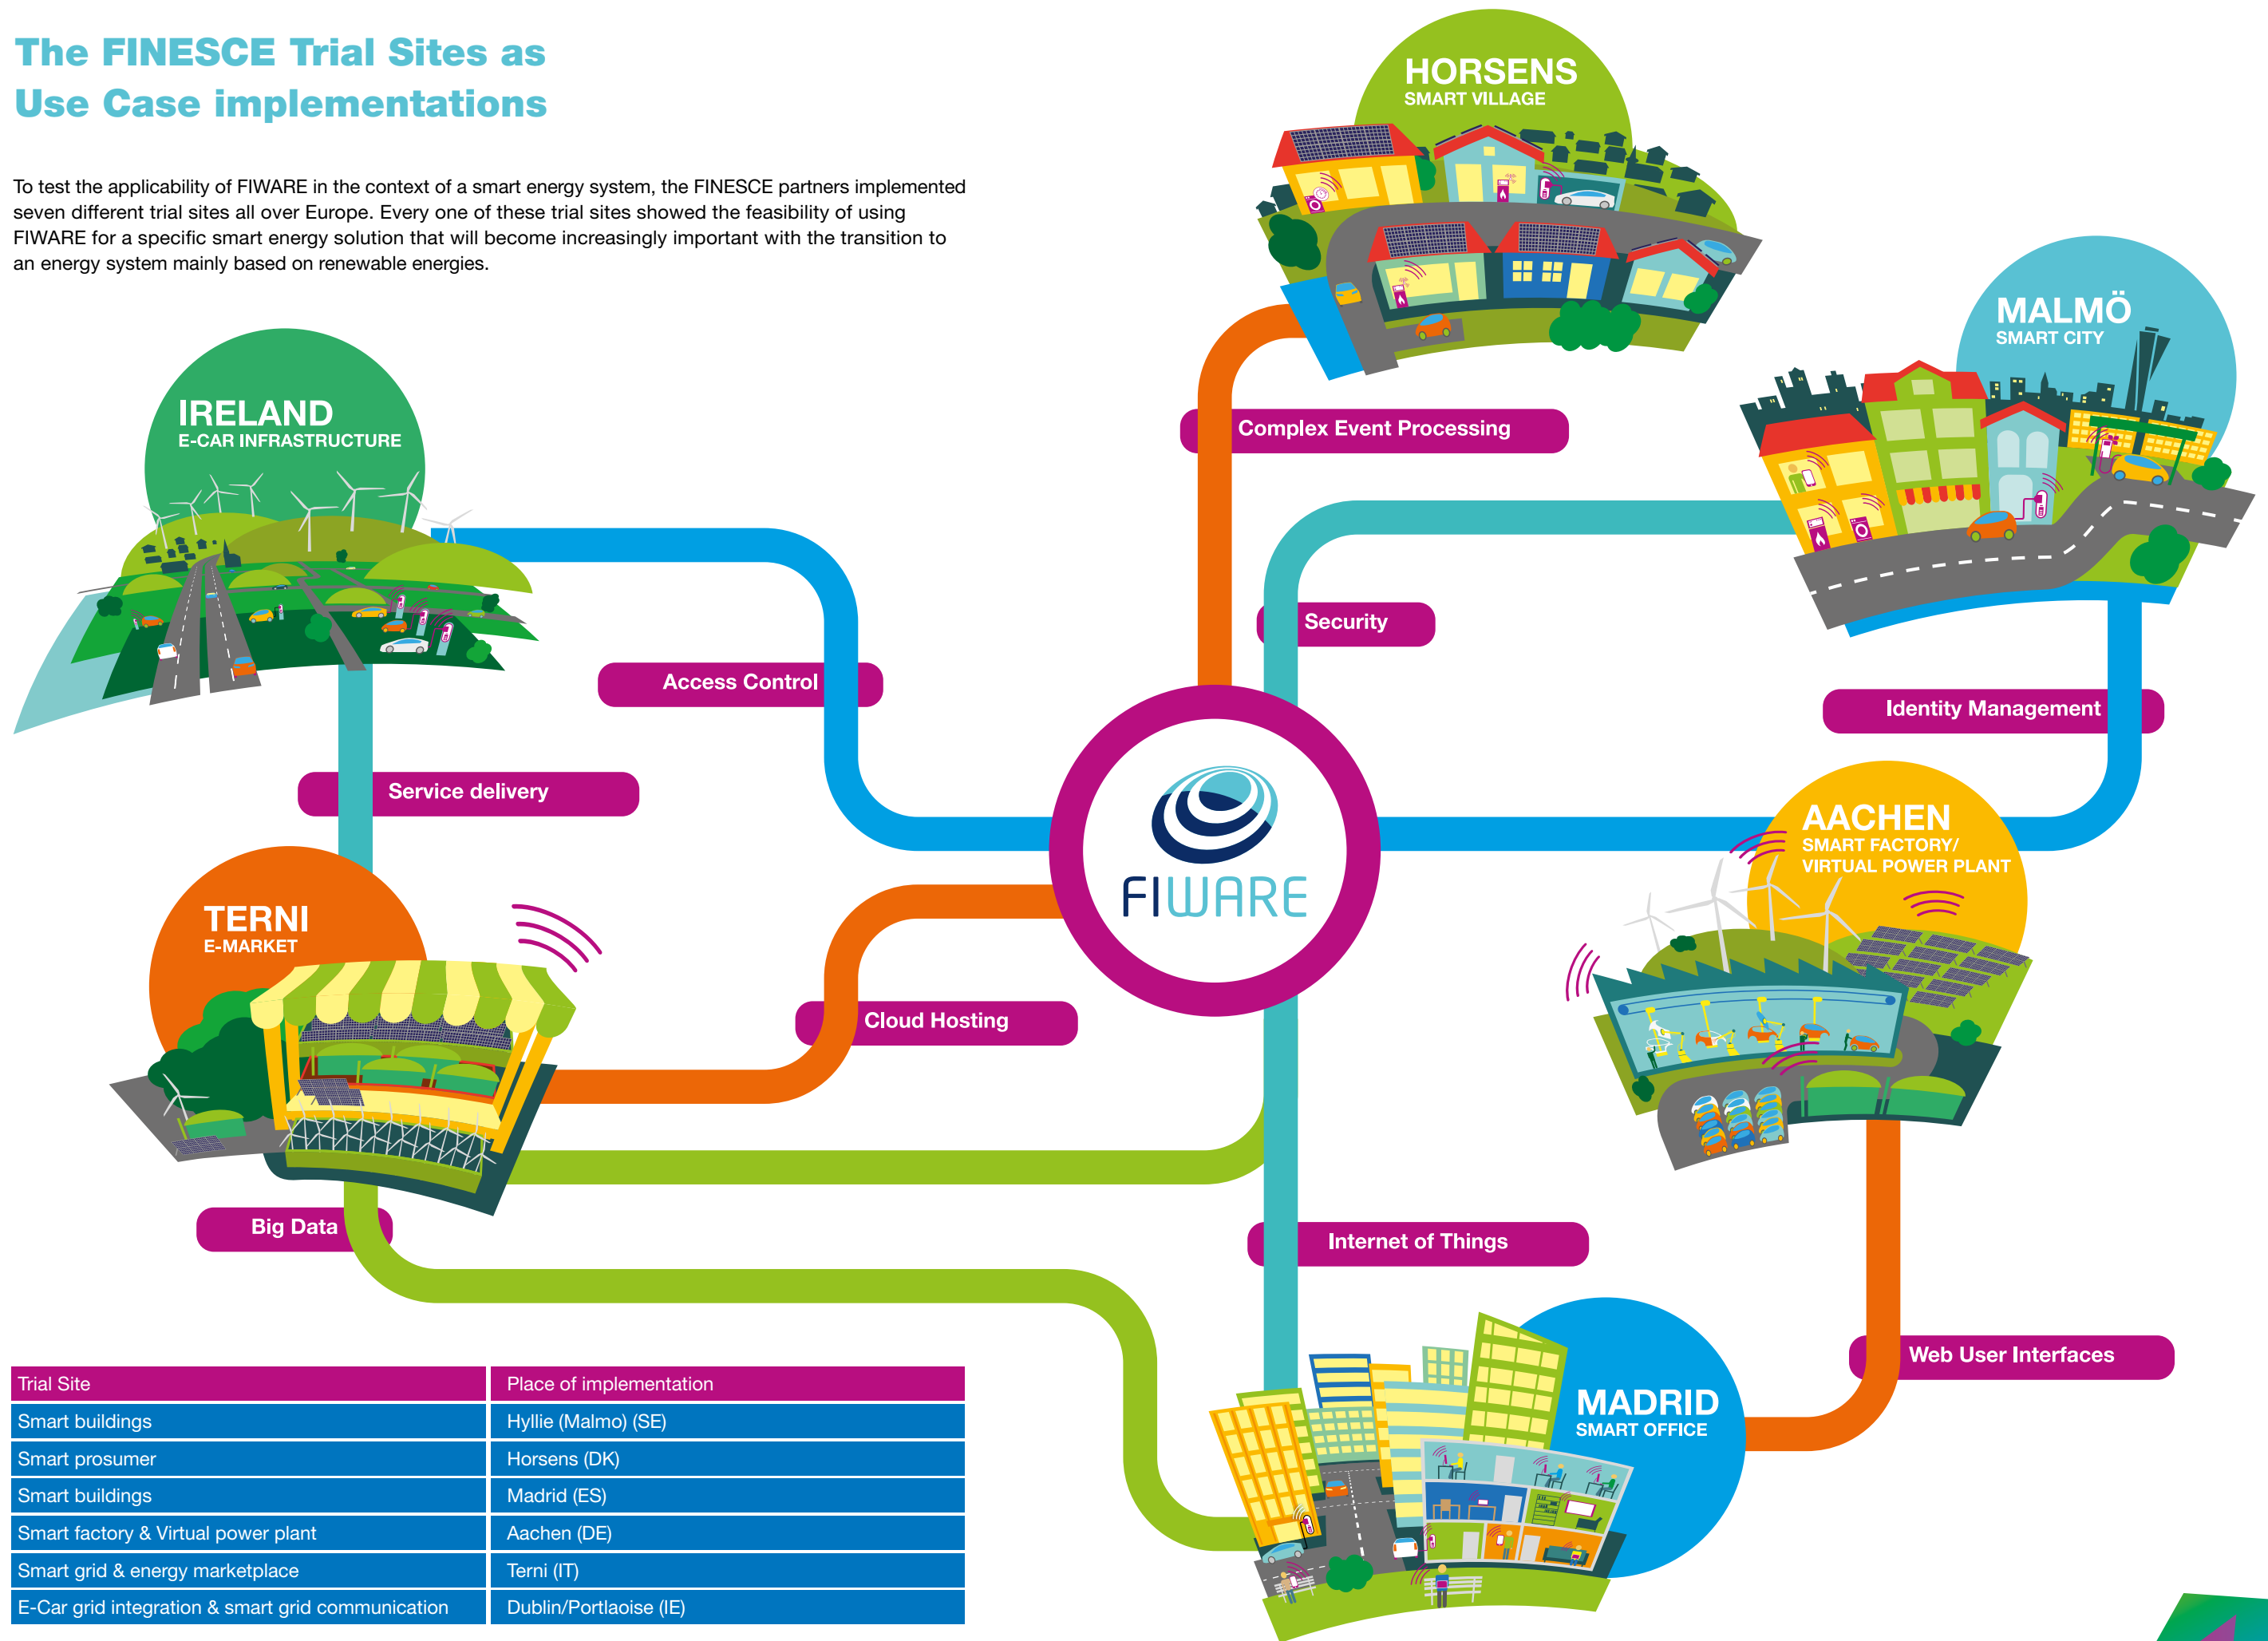 The FINESCE Trial Sites as
Use Case implementations
To test the applicability of FIWARE in the context of a smart energy system, the FINESCE partners implemented
seven different trial sites all over Europe. Every one of these trial sites showed the feasibility of using
FIWARE for a specific smart energy solution that will become increasingly important with the transition to
an energy system mainly based on renewable energies.
HORSENS
SMART VILLAGE
MALMÖ
SMART CITY
IRELAND
E-CAR INFRASTRUCTURE
Complex Event Processing
Security
Access Control
Identity Management
Service delivery
AACHEN
SMART FACTORY/
VIRTUAL POWER PLANT
FIWARE
TERNI
E-MARKET
Cloud Hosting
Big Data
Internet of Things
Web User Interfaces
MADRID
SMART OFFICE
Trial Site Place of implementation
Smart buildings Hyllie (Malmo) (SE)
Smart prosumer Horsens (DK)
Smart buildings Madrid (ES)
Smart factory & Virtual power plant Aachen (DE)
Smart grid & energy marketplace Terni (IT)
E-Car grid integration & smart grid communication Dublin/Portlaoise (IE)